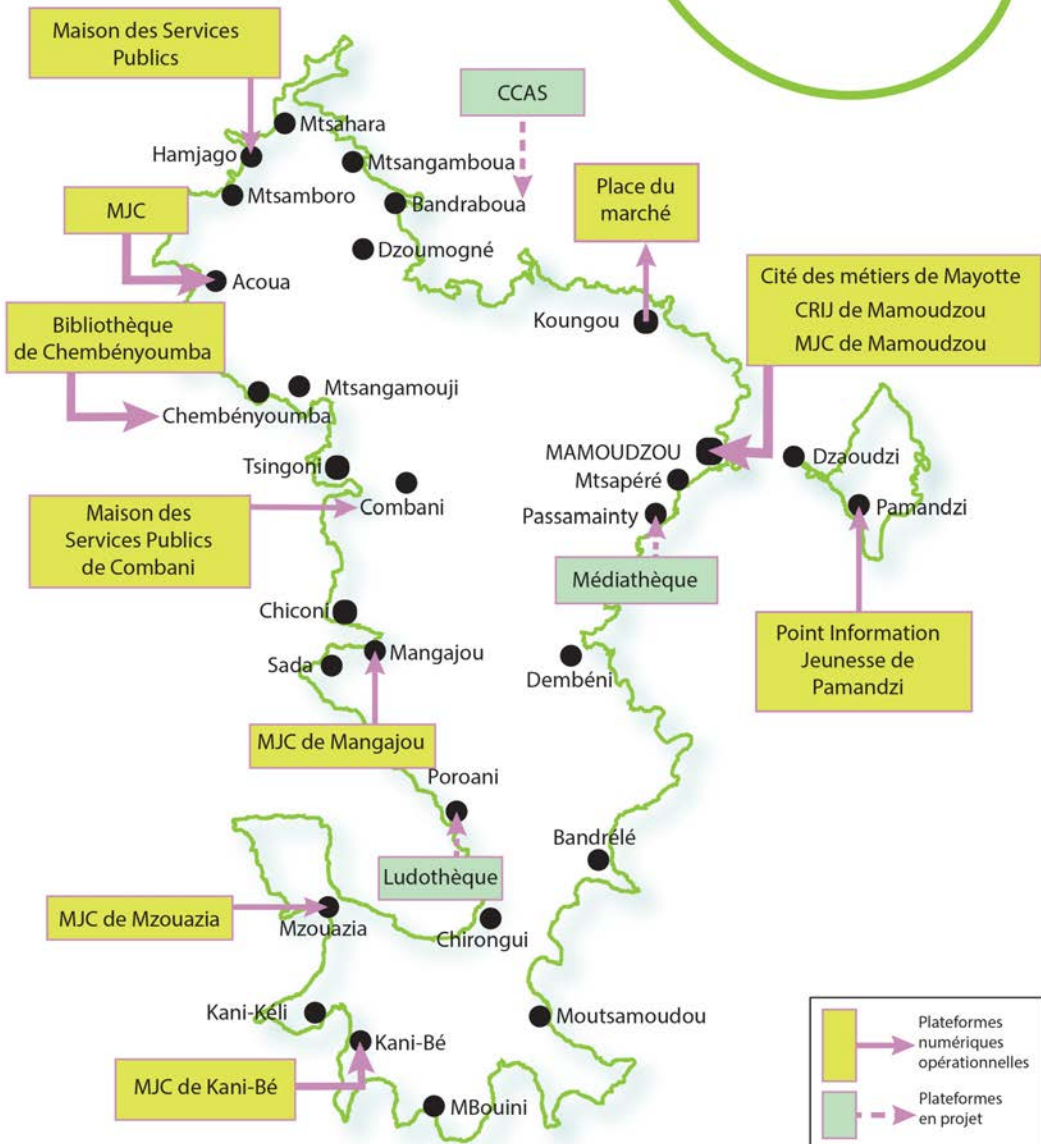 Maison des Services
Publics
CCAS
Mtsahara
Hamjago
Mtsangamboua
Place du
marché
Mtsamboro
Bandraboua
MJC
Dzoumogné
Acoua
Cité des métiers de Mayotte
CRIJ de Mamoudzou
MJC de Mamoudzou
Koungou
Bibliothèque
de Chembényoumba
Mtsangamouji
Chembényoumba
MAMOUDZOU
Dzaoudzi
Tsingoni
Mtsapéré
Combani
Passamainty
Pamandzi
Maison des
Services Publics
de Combani
Médiathèque
Chiconi
Point Information
Jeunesse de
Pamandzi
Mangajou
Sada
Dembéni
MJC de Mangajou
Poroani
Bandrélé
Ludothèque
MJC de Mzouazia
Mzouazia
Chirongui
Kani-Kéli
Moutsamoudou
Kani-Bé
MJC de Kani-Bé
MBouini
Plateformes
numériques
opérationnelles
Plateformes
en projet